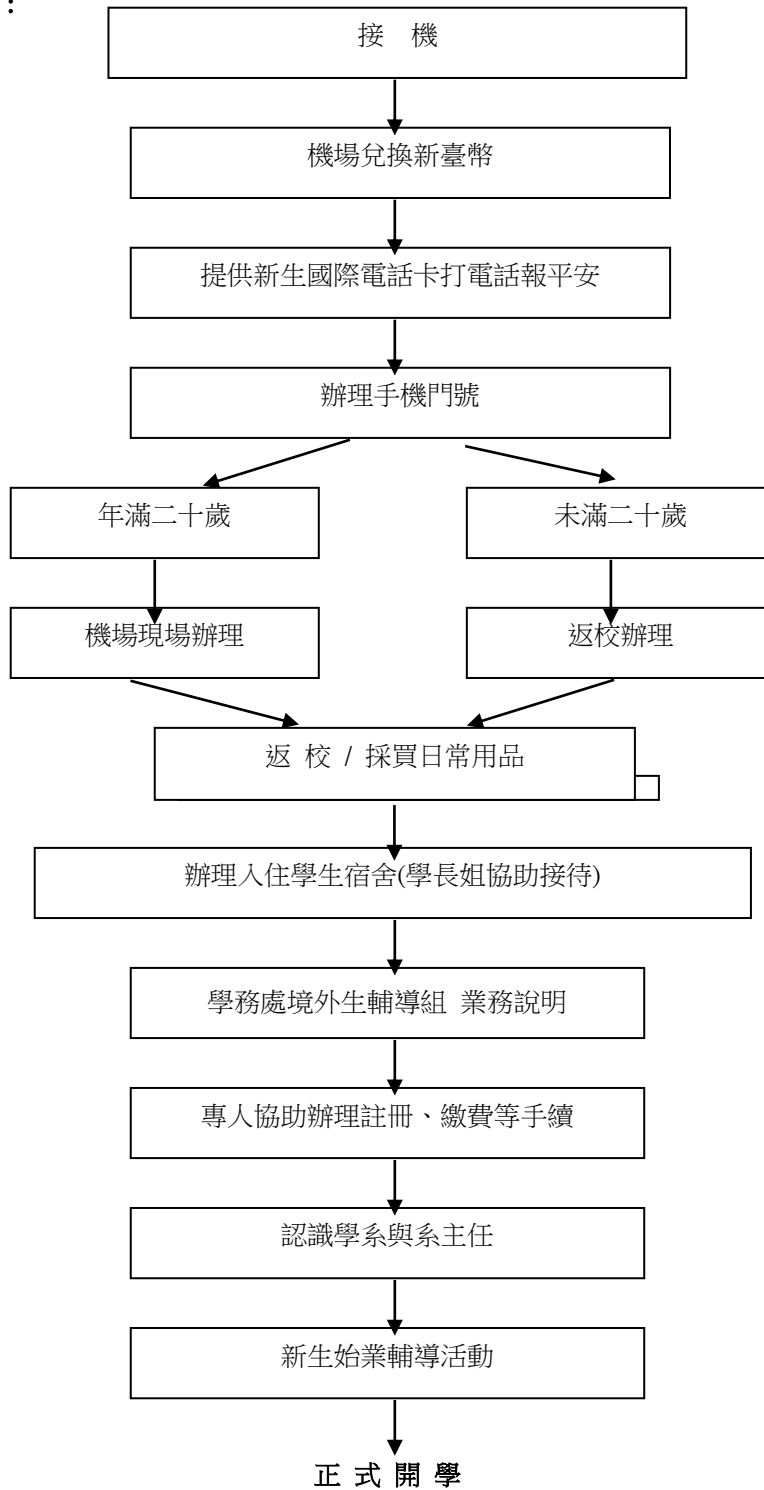 ：
接　機
機場兌換新臺幣
提供新生國際電話卡打電話報平安
辦理手機門號
年滿二十歲
未滿二十歲
機場現場辦理
返校辦理
返 校 / 採買日常用品
辦理入住學生宿舍(學長姐協助接待)
學務處境外生輔導組 業務說明
專人協助辦理註冊、繳費等手續
認識學系與系主任
新生始業輔導活動
正 式 開 學